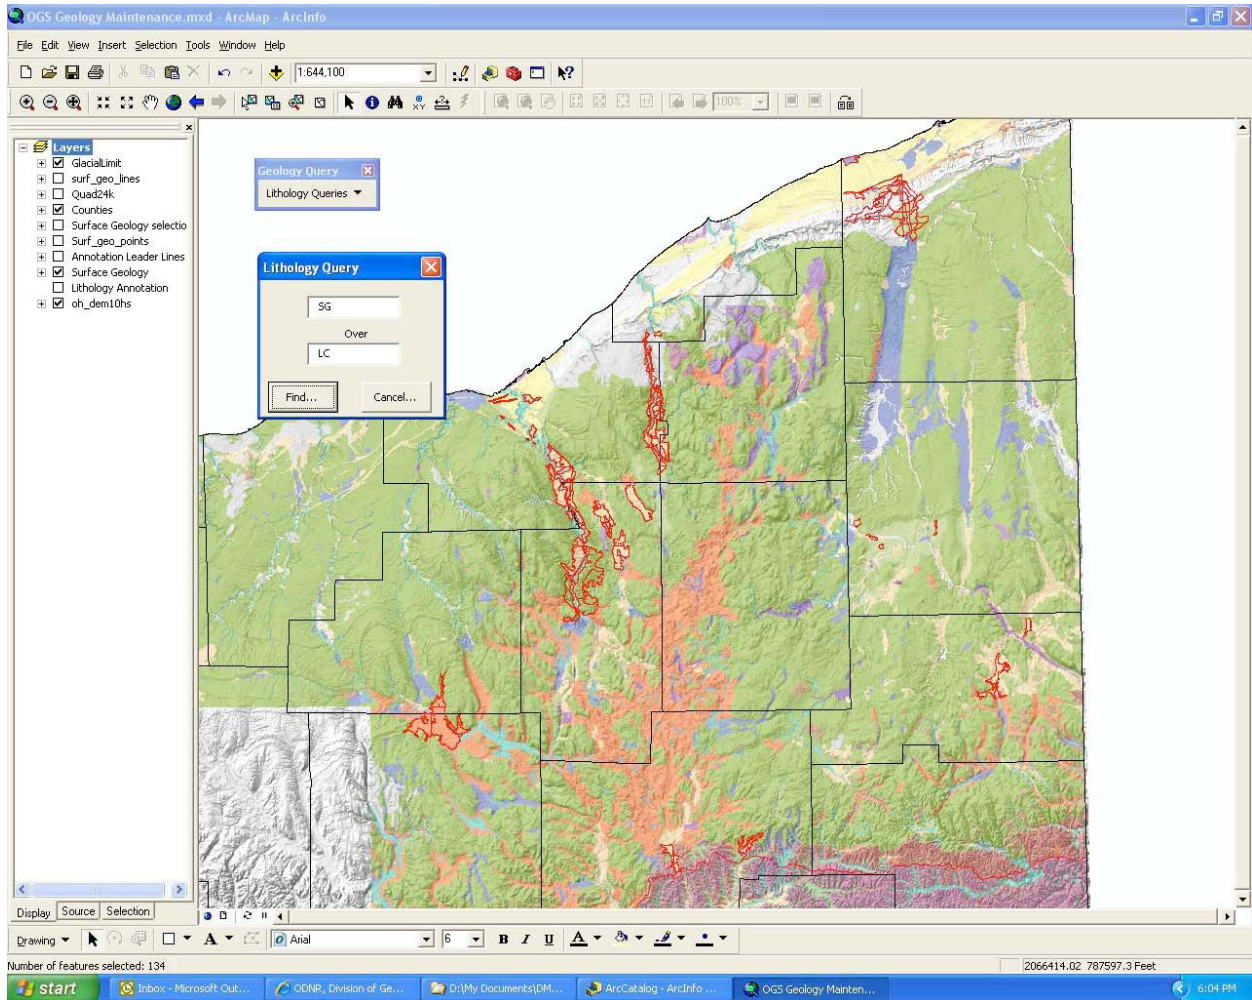 OGS Geology Maintenance.mxd - ArcMap - ArcInfo
File Edit View Insert Selection Tools Window Help
1:644,100
100%
Layers
GlacialLimit
surf_geo_lines
Quad24k
Counties
Surface Geology selectio
Surf_geo_points
Annotation Leader Lines
Surface Geology
Lithology Annotation
oh_dem10hs
Geology Query
Lithology Queries
Lithology Query
SG
Over
LC
Find... Cancel...
Display Source Selection
Drawing A Arial 6 B I U A
Number of features selected: 134
2066414.02 787597.3 Feet
start Inbox - Microsoft Out... ODNR, Division of Ge... D:\My Documents\DM... ArcCatalog - ArcInfo ... OGS Geology Mainten... 6:04 PM